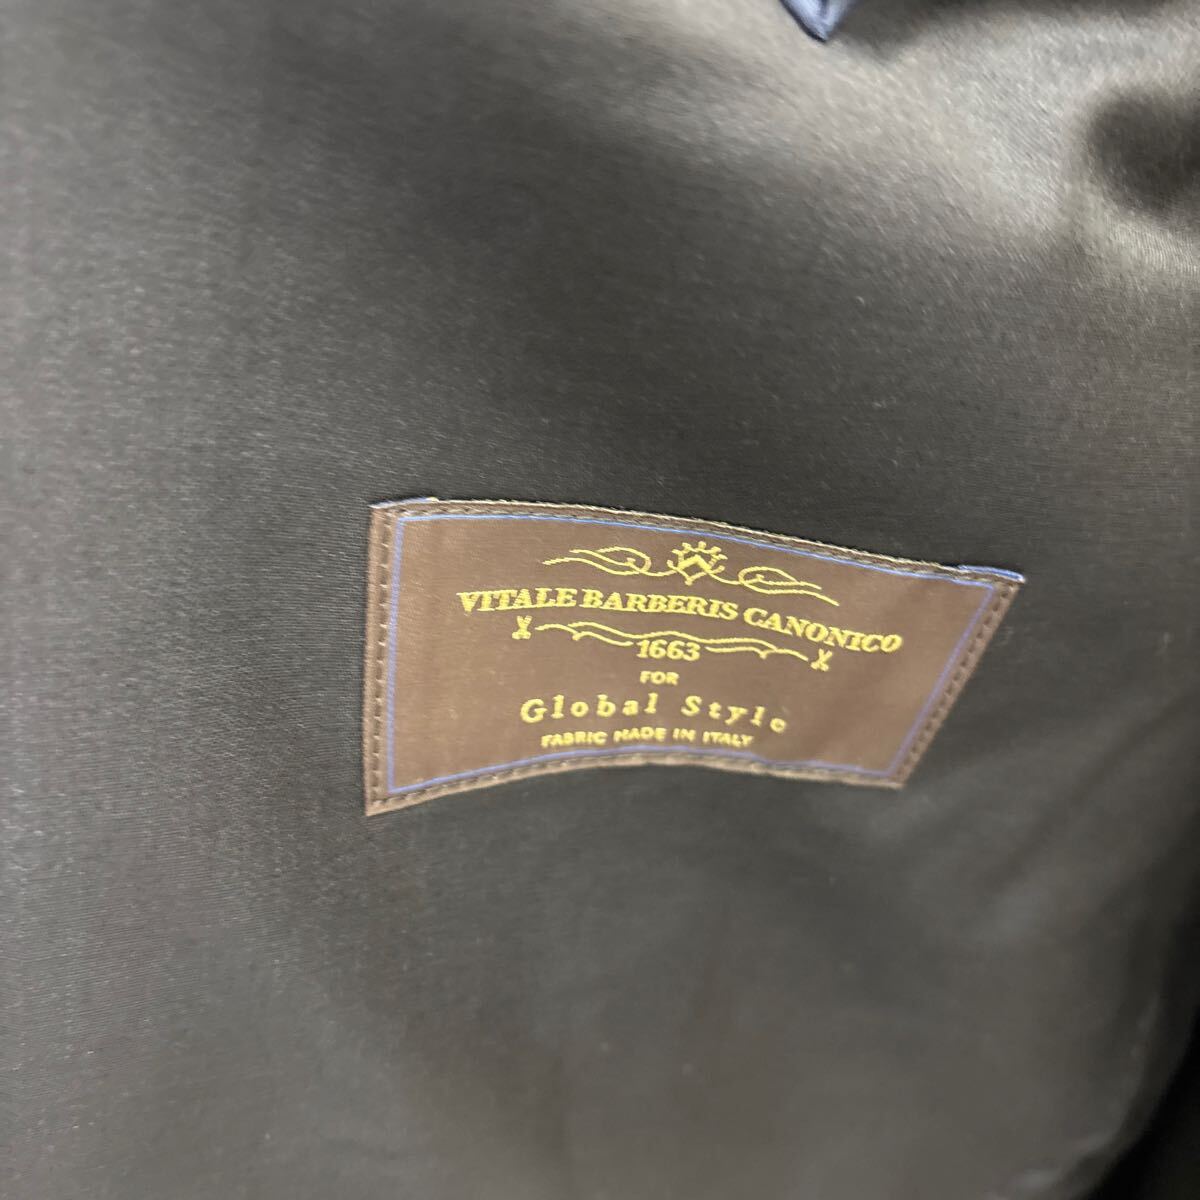 VITALE BARBERIS CANONICO
1663
FOR
Global Style
FABRIC MADE IN ITALY